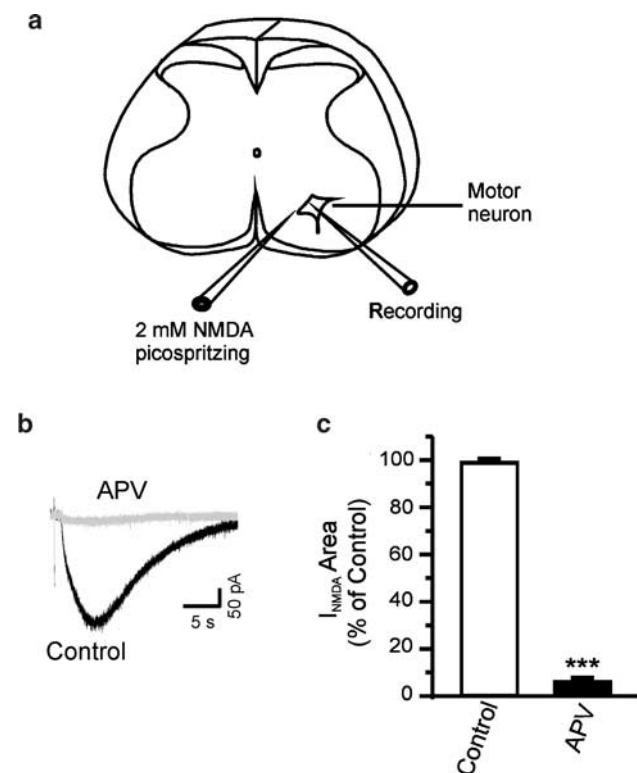 a
Motor
neuron
Recording
2 mM NMDA
picospritzing
b
APV
Control
5 s
50 pA
c
I NMDA Area
(% of Control)
100
80
60
40
20
0
***
Control
APV